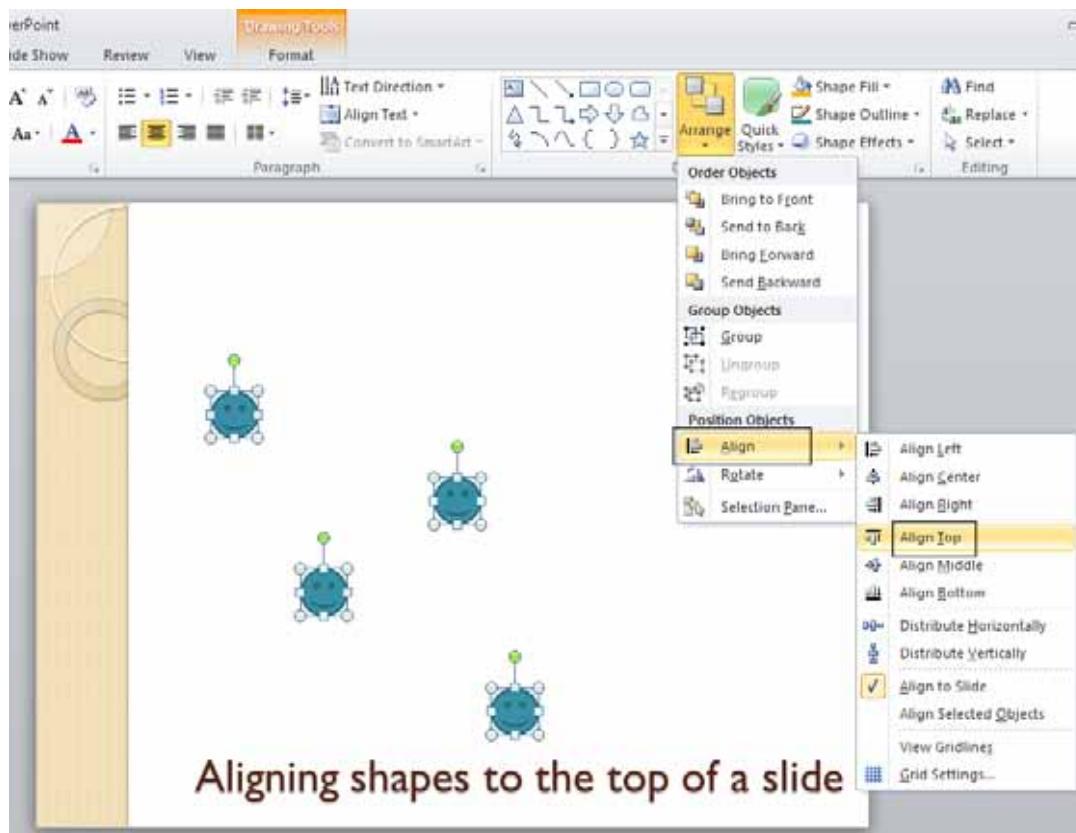 erPoint
Drawing Tools
de Show Review View Format
A A Text Direction Shape Fill Find
Align Text Shape Outline Replace
Aa A Convert to SmartArt Arrange Quick Styles Shape Effects Select
Paragraph Editing
Order Objects
Bring to Front
Send to Back
Bring Forward
Send Backward
Group Objects
Group
Ungroup
Regroup
Position Objects
Align
Rotate
Selection Pane...
Align Left
Align Center
Align Right
Align Top
Align Middle
Align Bottom
Distribute Horizontally
Distribute Vertically
Align to Slide
Align Selected Objects
View Gridlines
Grid Settings...
Aligning shapes to the top of a slide